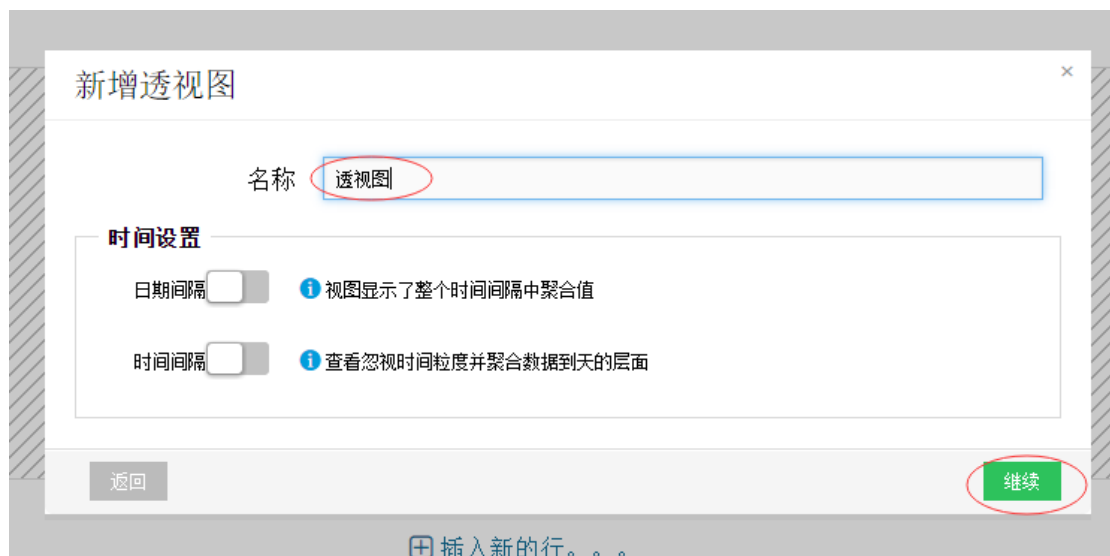 新增透视图
×
名称 透视图
时间设置
日期间隔 视图显示了整个时间间隔中聚合值
时间间隔 查看忽视时间粒度并聚合数据到天的层面
返回 继续
插入新的行。。。